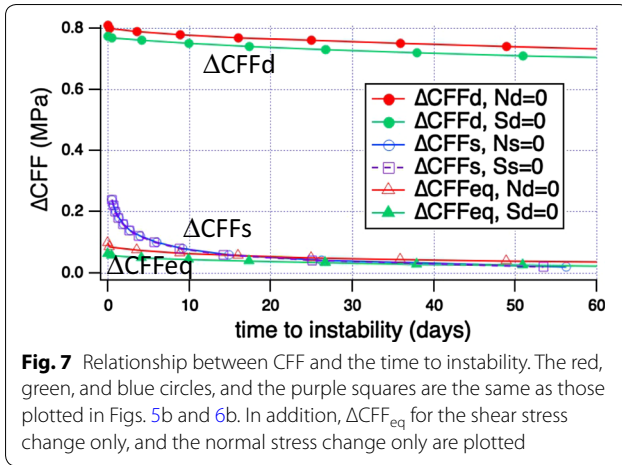 0.8
0.6
0.4
0.2
0.0
ΔCFF (MPa)
ΔCFFd
ΔCFFd, Nd=0
ΔCFFd, Sd=0
ΔCFFs, Ns=0
ΔCFFs, Ss=0
ΔCFFeq, Nd=0
ΔCFFeq, Sd=0
ΔCFFs
ΔCFFeq
0 10 20 30 40 50 60
time to instability (days)
Fig. 7 Relationship between CFF and the time to instability. The red,
green, and blue circles, and the purple squares are the same as those
plotted in Figs. 5b and 6b. In addition, ΔCFFeq for the shear stress
change only, and the normal stress change only are plotted